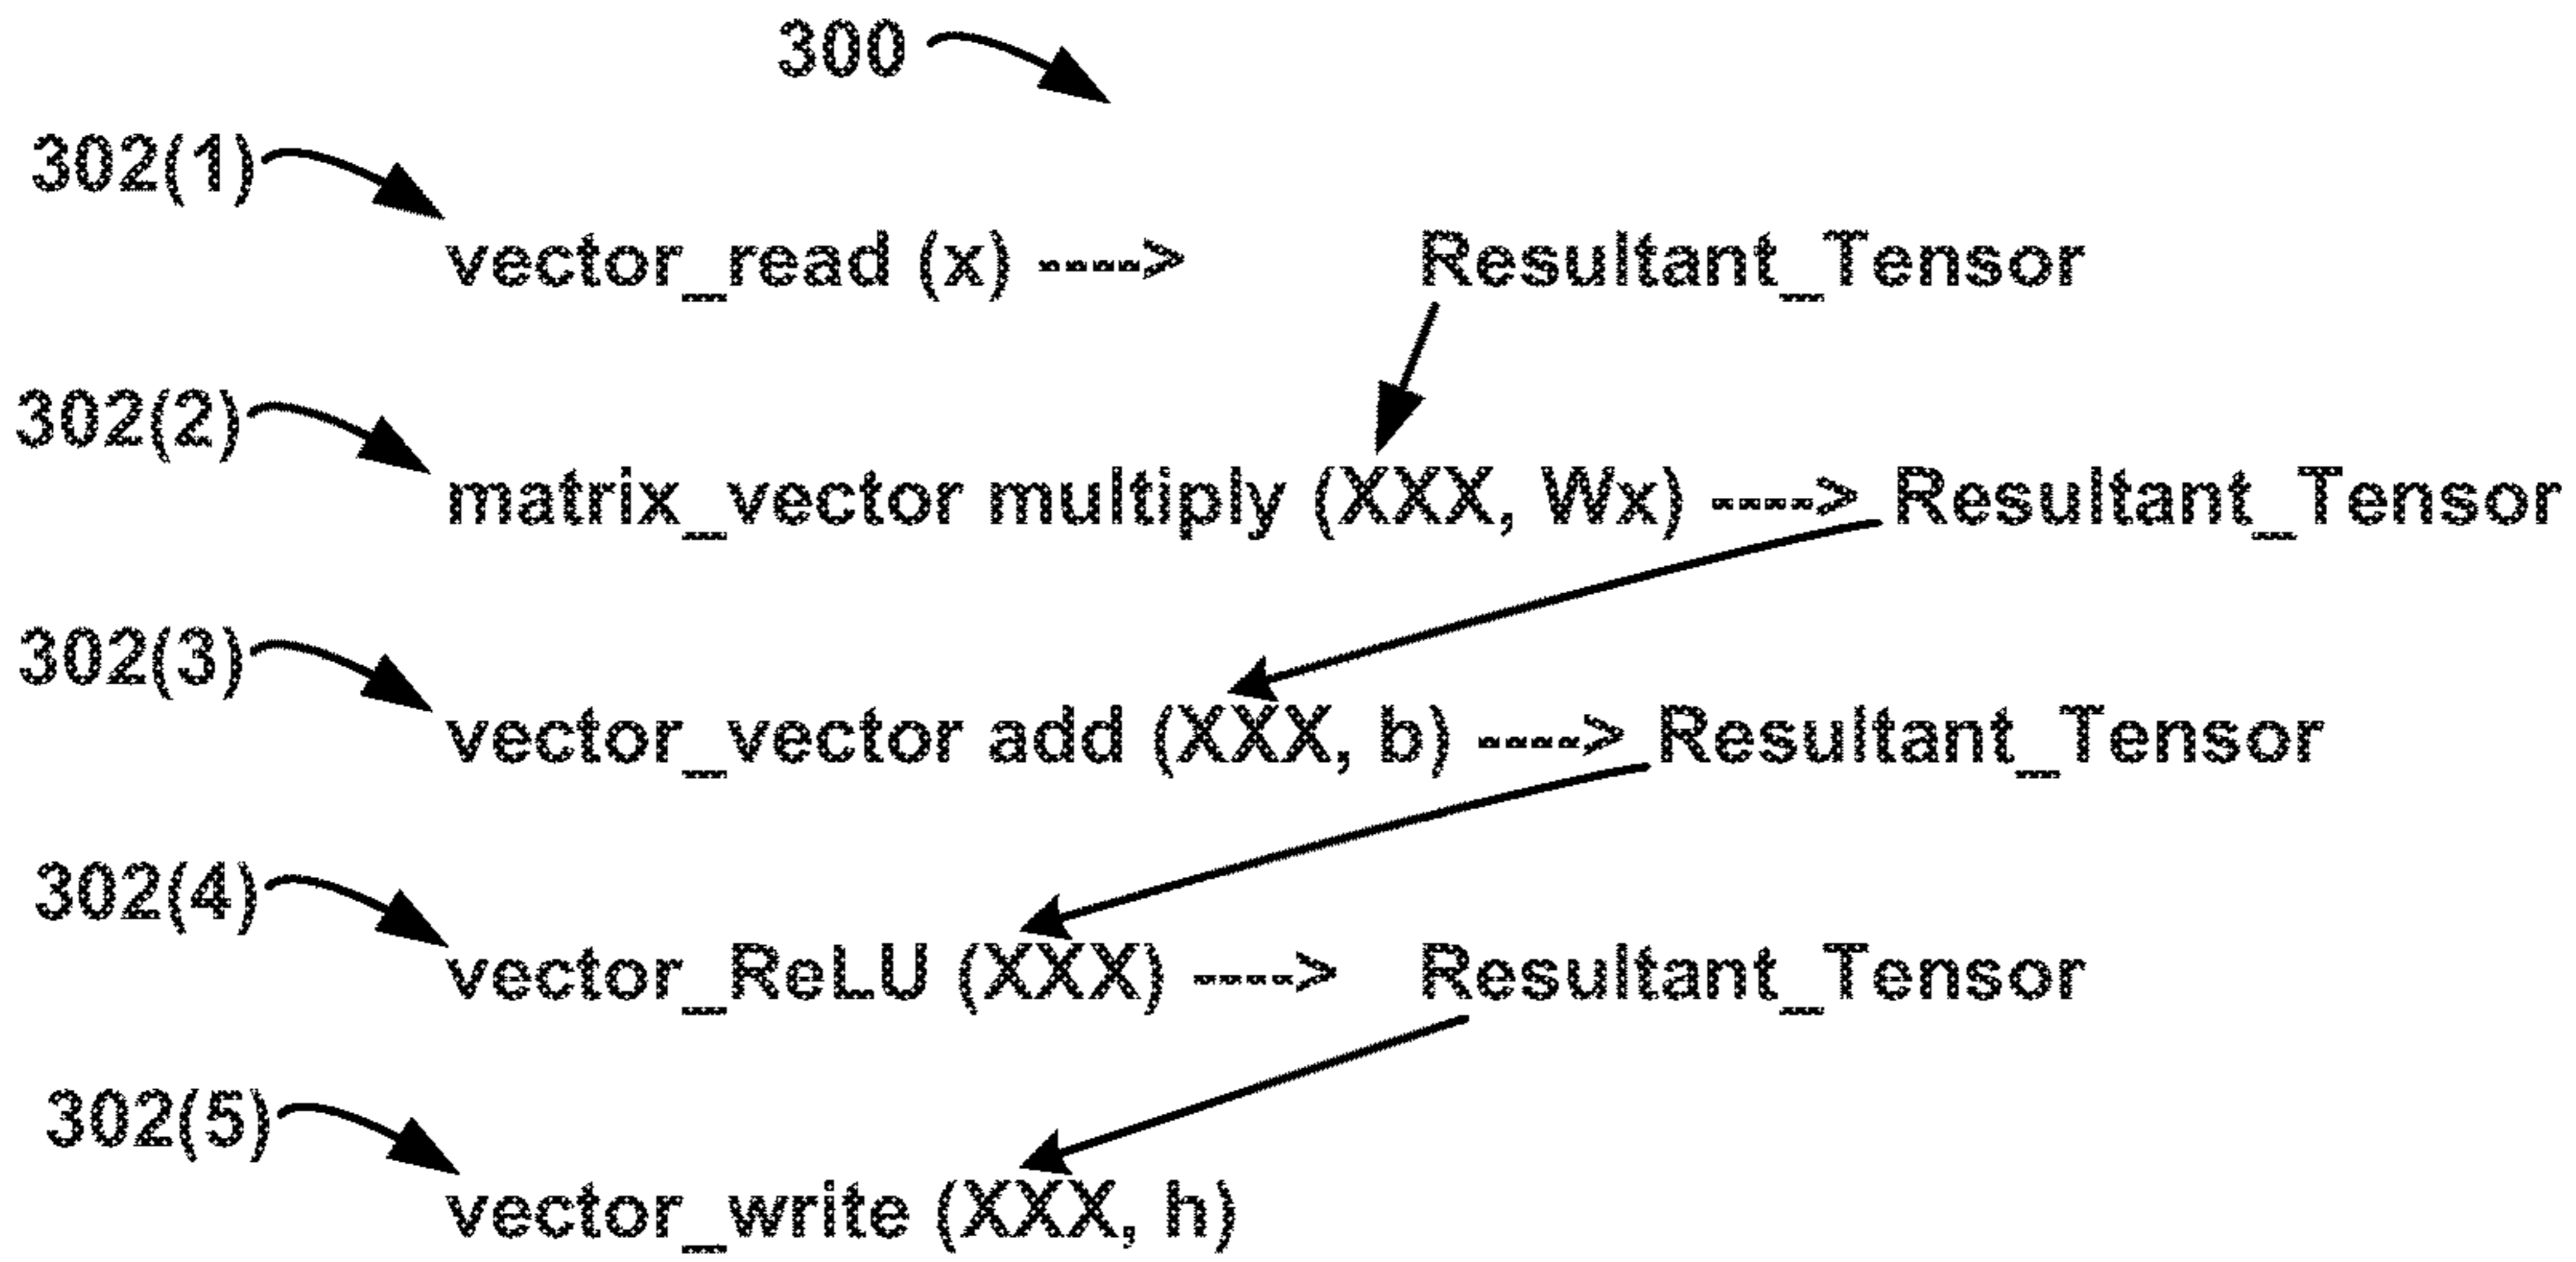 300
302(1)
vector_read (x) ----> Resultant_Tensor
302(2)
matrix_vector multiply (XXX, Wx) ----> Resultant_Tensor
302(3)
vector_vector add (XXX, b) ----> Resultant_Tensor
302(4)
vector_ReLU (XXX) ----> Resultant_Tensor
302(5)
vector_write (XXX, h)